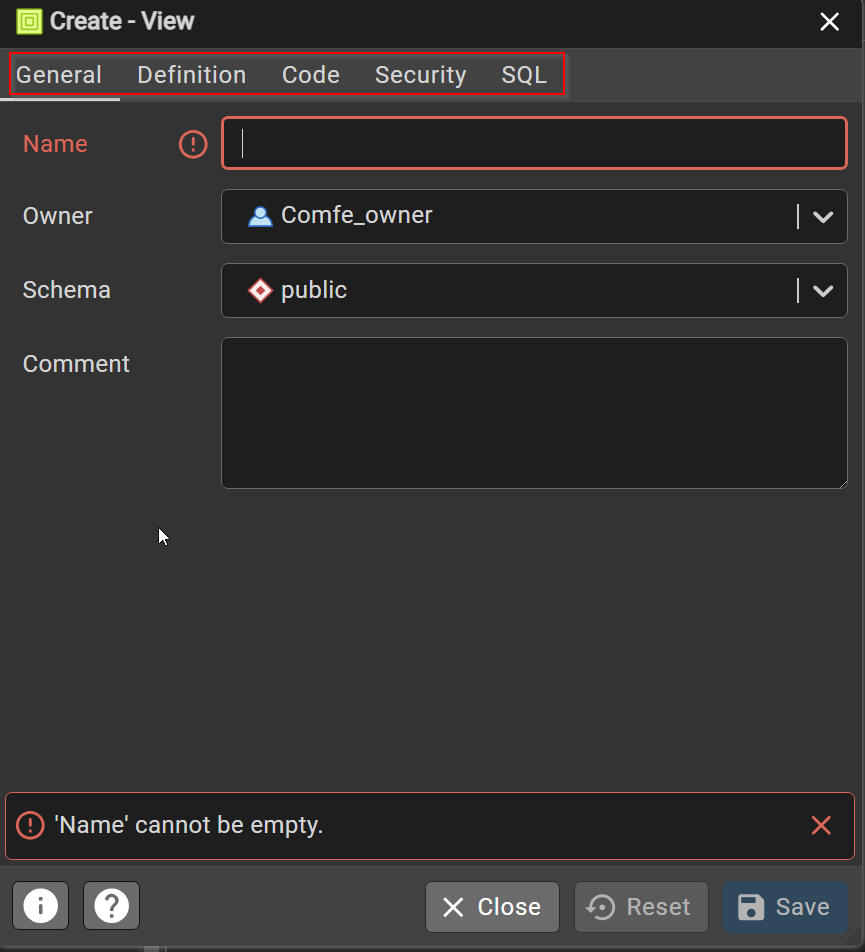 Create - View
General Definition Code Security SQL
Name
Owner Comfe_owner
Schema public
Comment
'Name' cannot be empty.
Close Reset Save